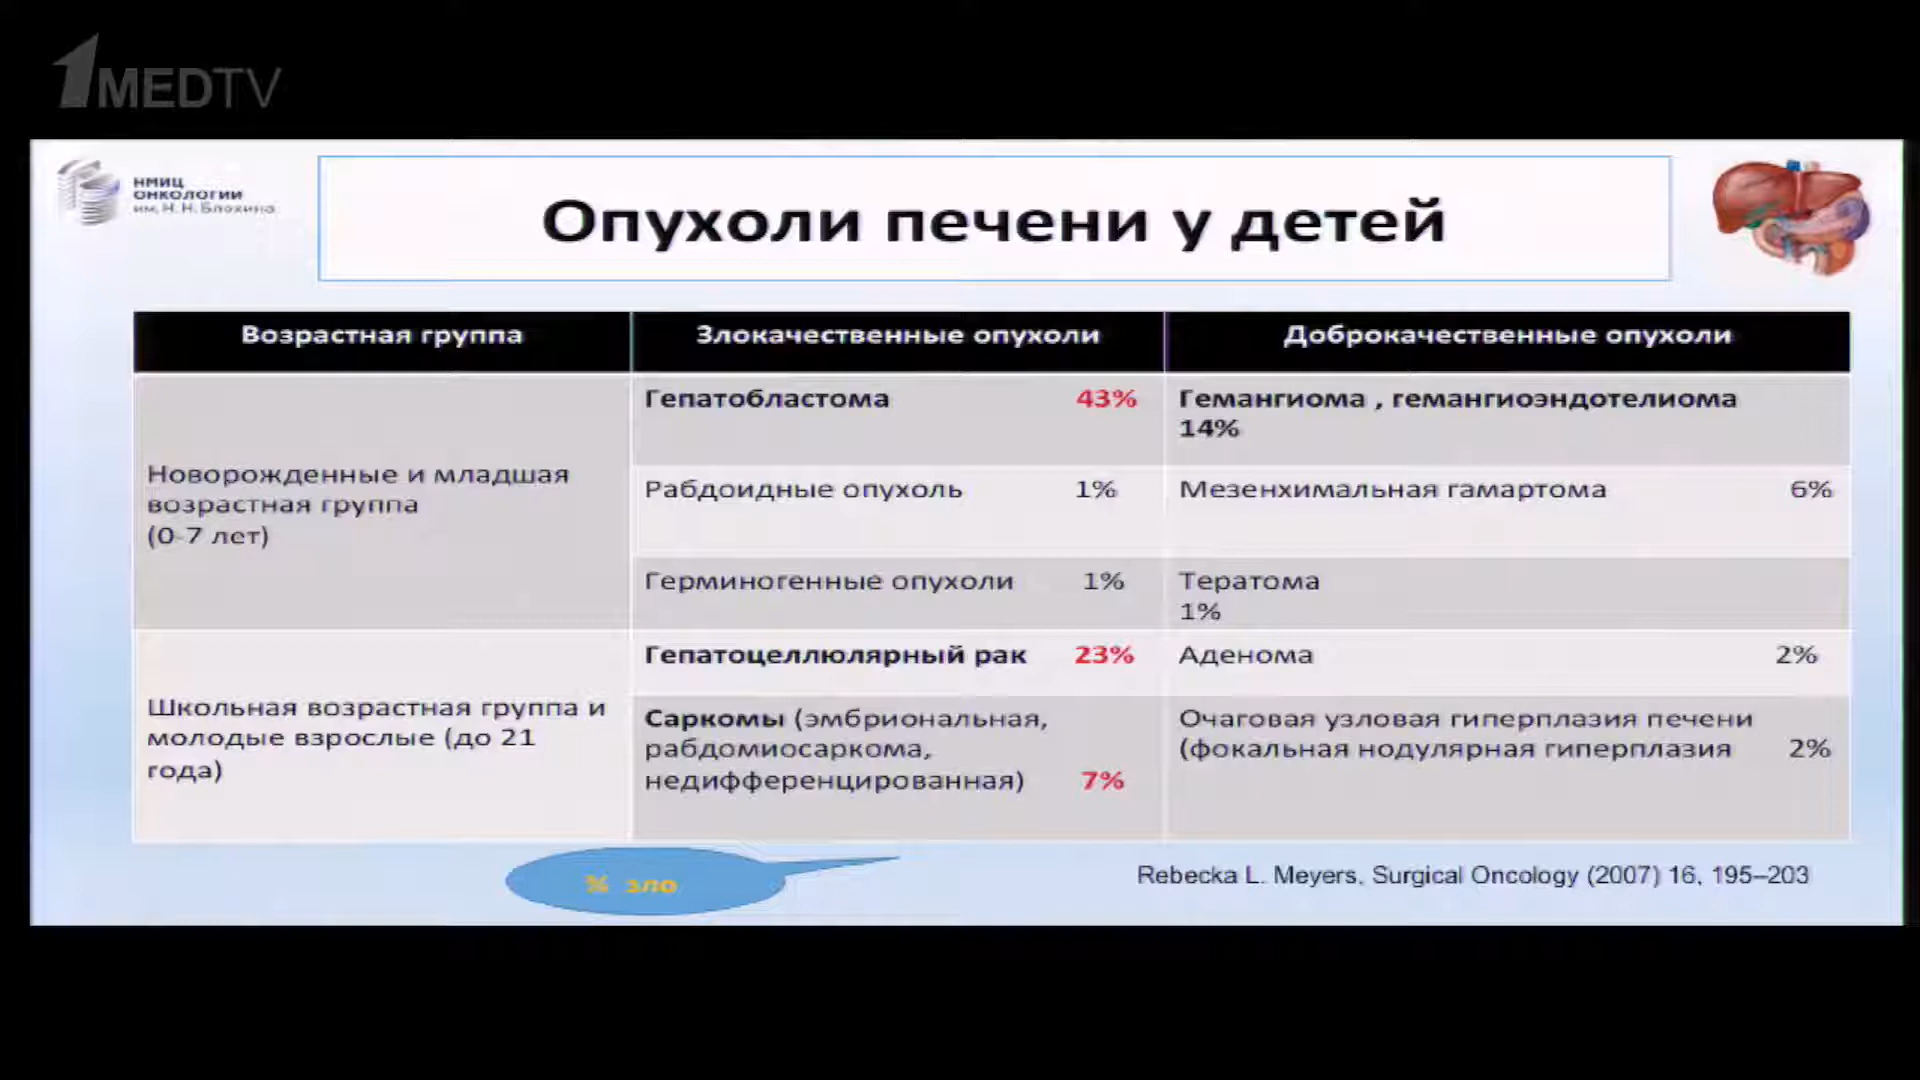 1MEDTV
НМИЦ
ОНКОЛОГИИ
им. Н. Н. Блохина
Опухоли печени у детей
Возрастная группа Злокачественные опухоли Доброкачественные опухоли
Новорожденные и младшая
возрастная группа
(0-7 лет)
Гепатобластома 43%
Гемангиома , гемангиоэндотелиома
14%
Рабдоидные опухоль 1%
Мезенхимальная гамартома 6%
Герминогенные опухоли 1%
Тератома
1%
Школьная возрастная группа и
молодые взрослые (до 21
года)
Гепатоцеллюлярный рак 23%
Аденома 2%
Саркомы (эмбриональная,
рабдомиосаркома,
недифференцированная) 7%
Очаговая узловая гиперплазия печени
(фокальная нодулярная гиперплазия 2%
% зло
Rebecka L. Meyers, Surgical Oncology (2007) 16, 195–203